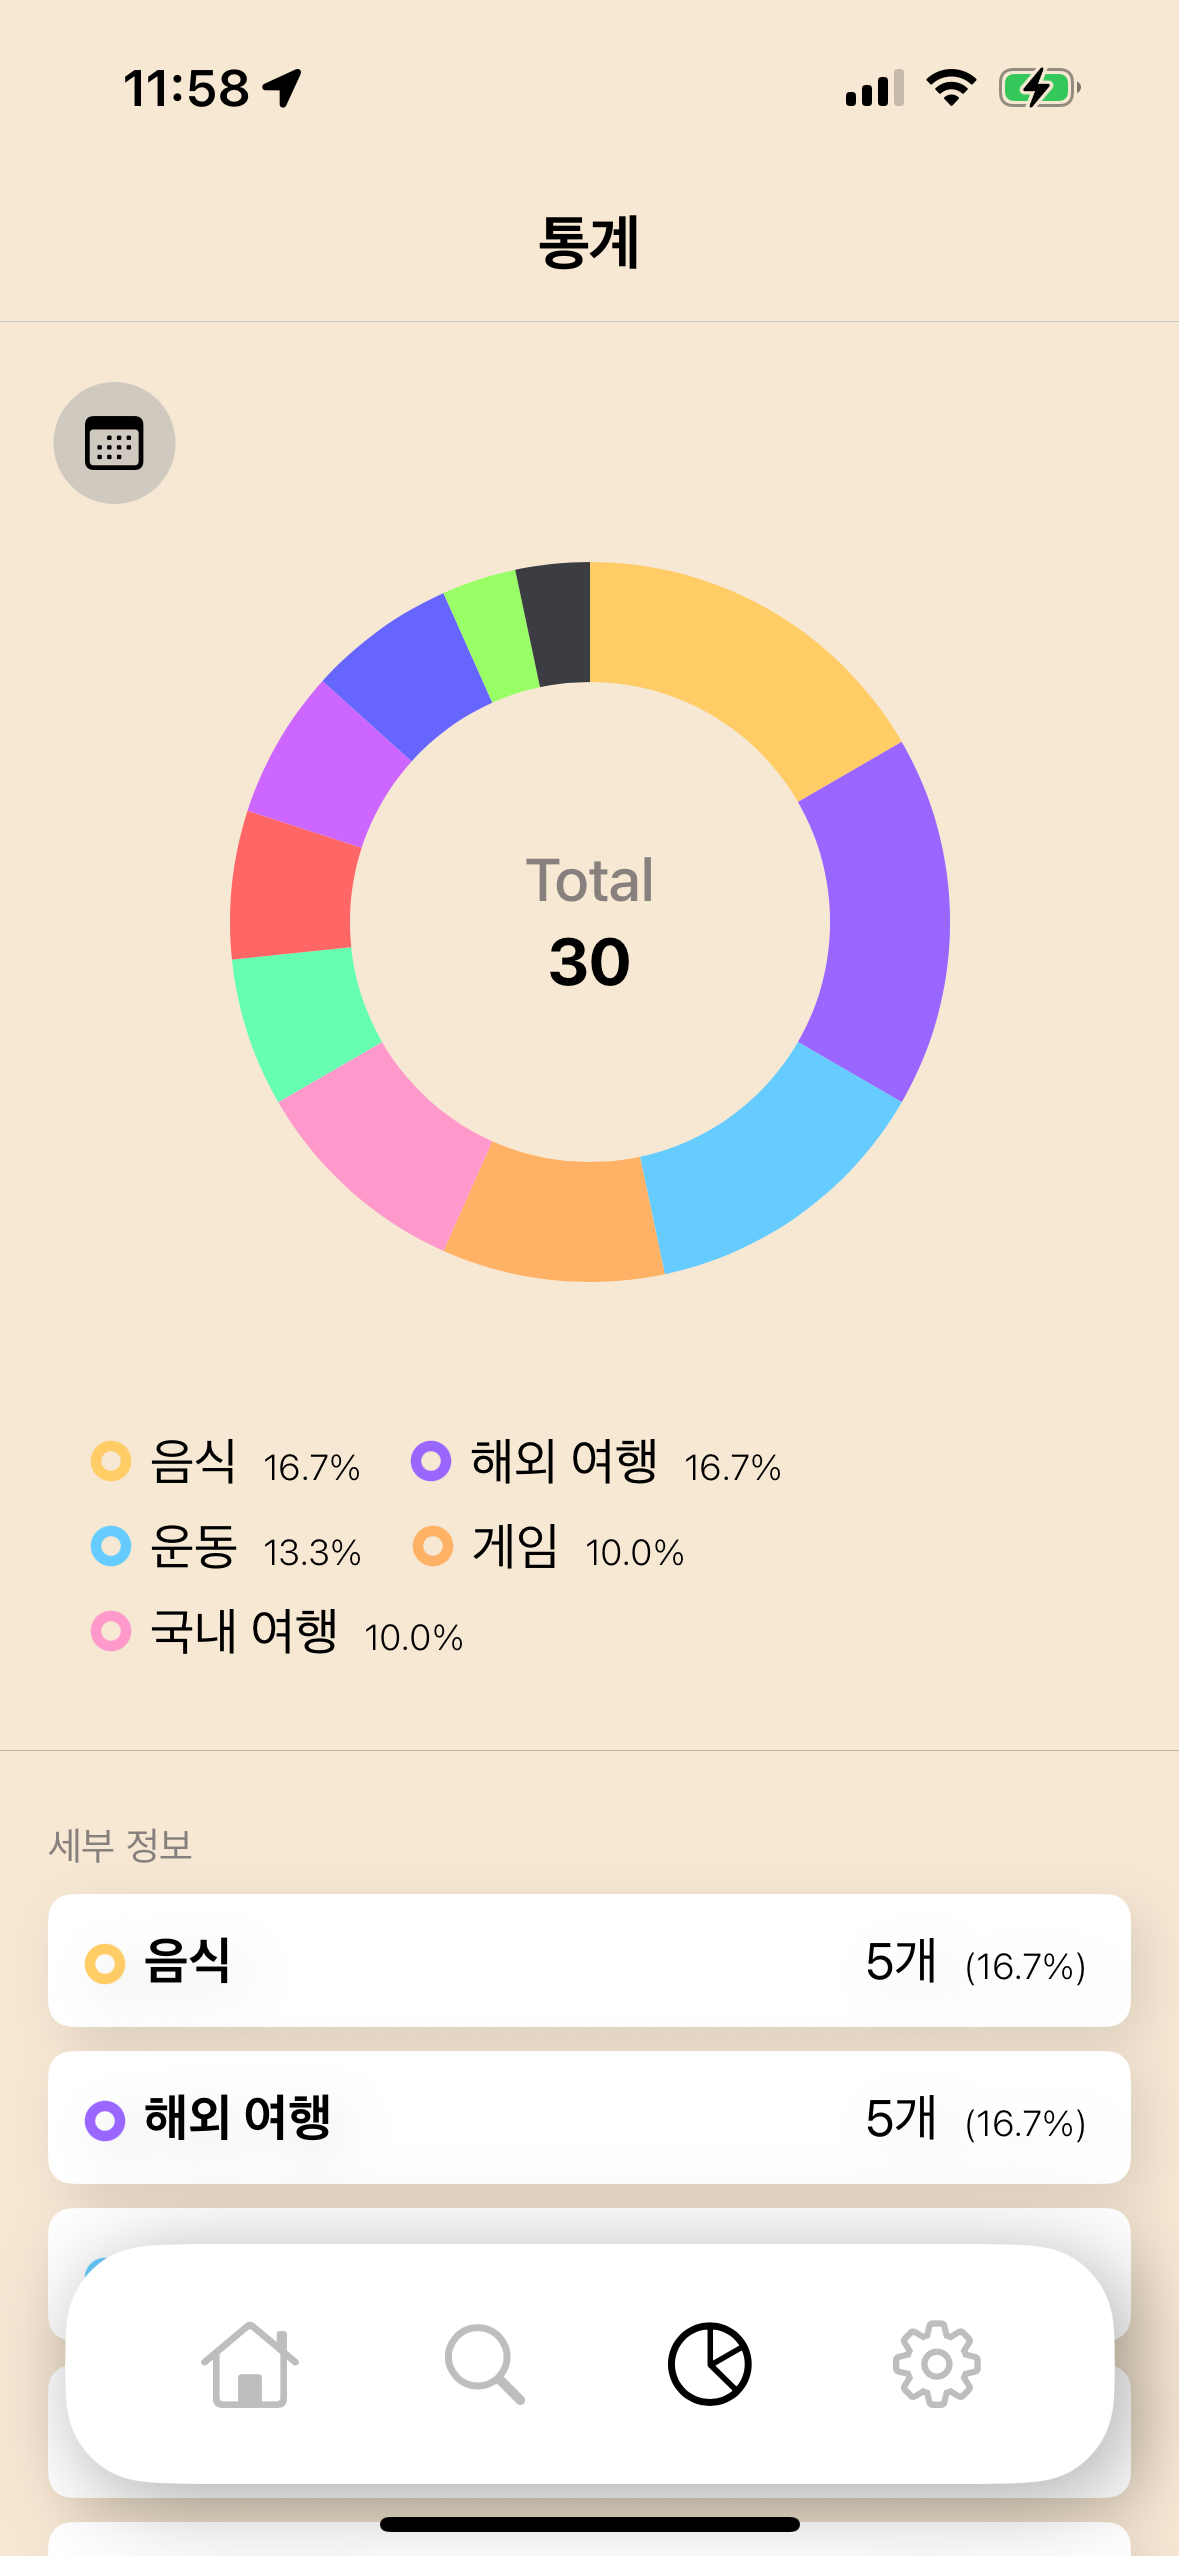 11:58
통계
Total
30
음식 16.7% 해외 여행 16.7%
운동 13.3% 게임 10.0%
국내 여행 10.0%
세부 정보
음식 5개 (16.7%)
해외 여행 5개 (16.7%)